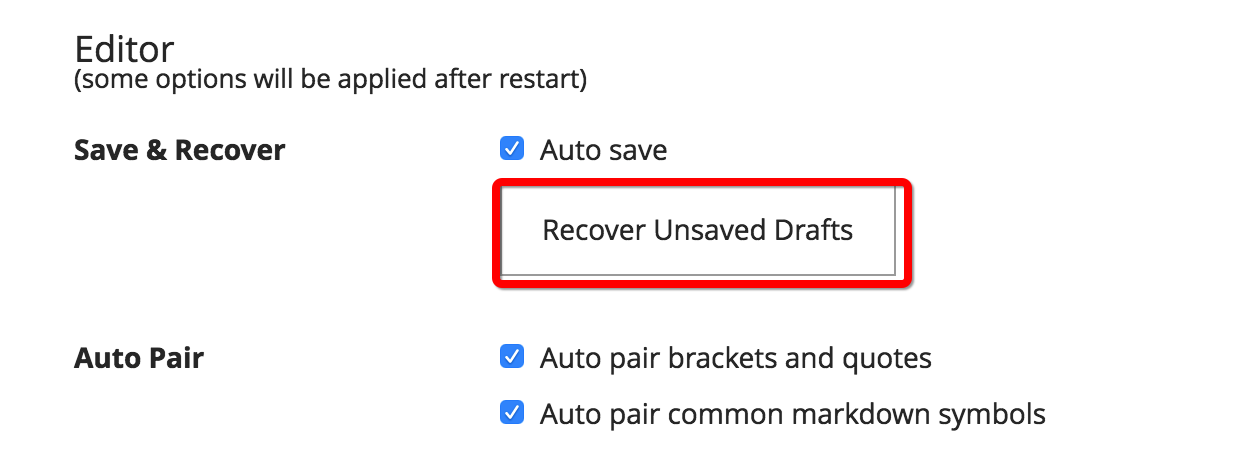 Editor
(some options will be applied after restart)
Save & Recover
Auto save
Recover Unsaved Drafts
Auto Pair
Auto pair brackets and quotes
Auto pair common markdown symbols